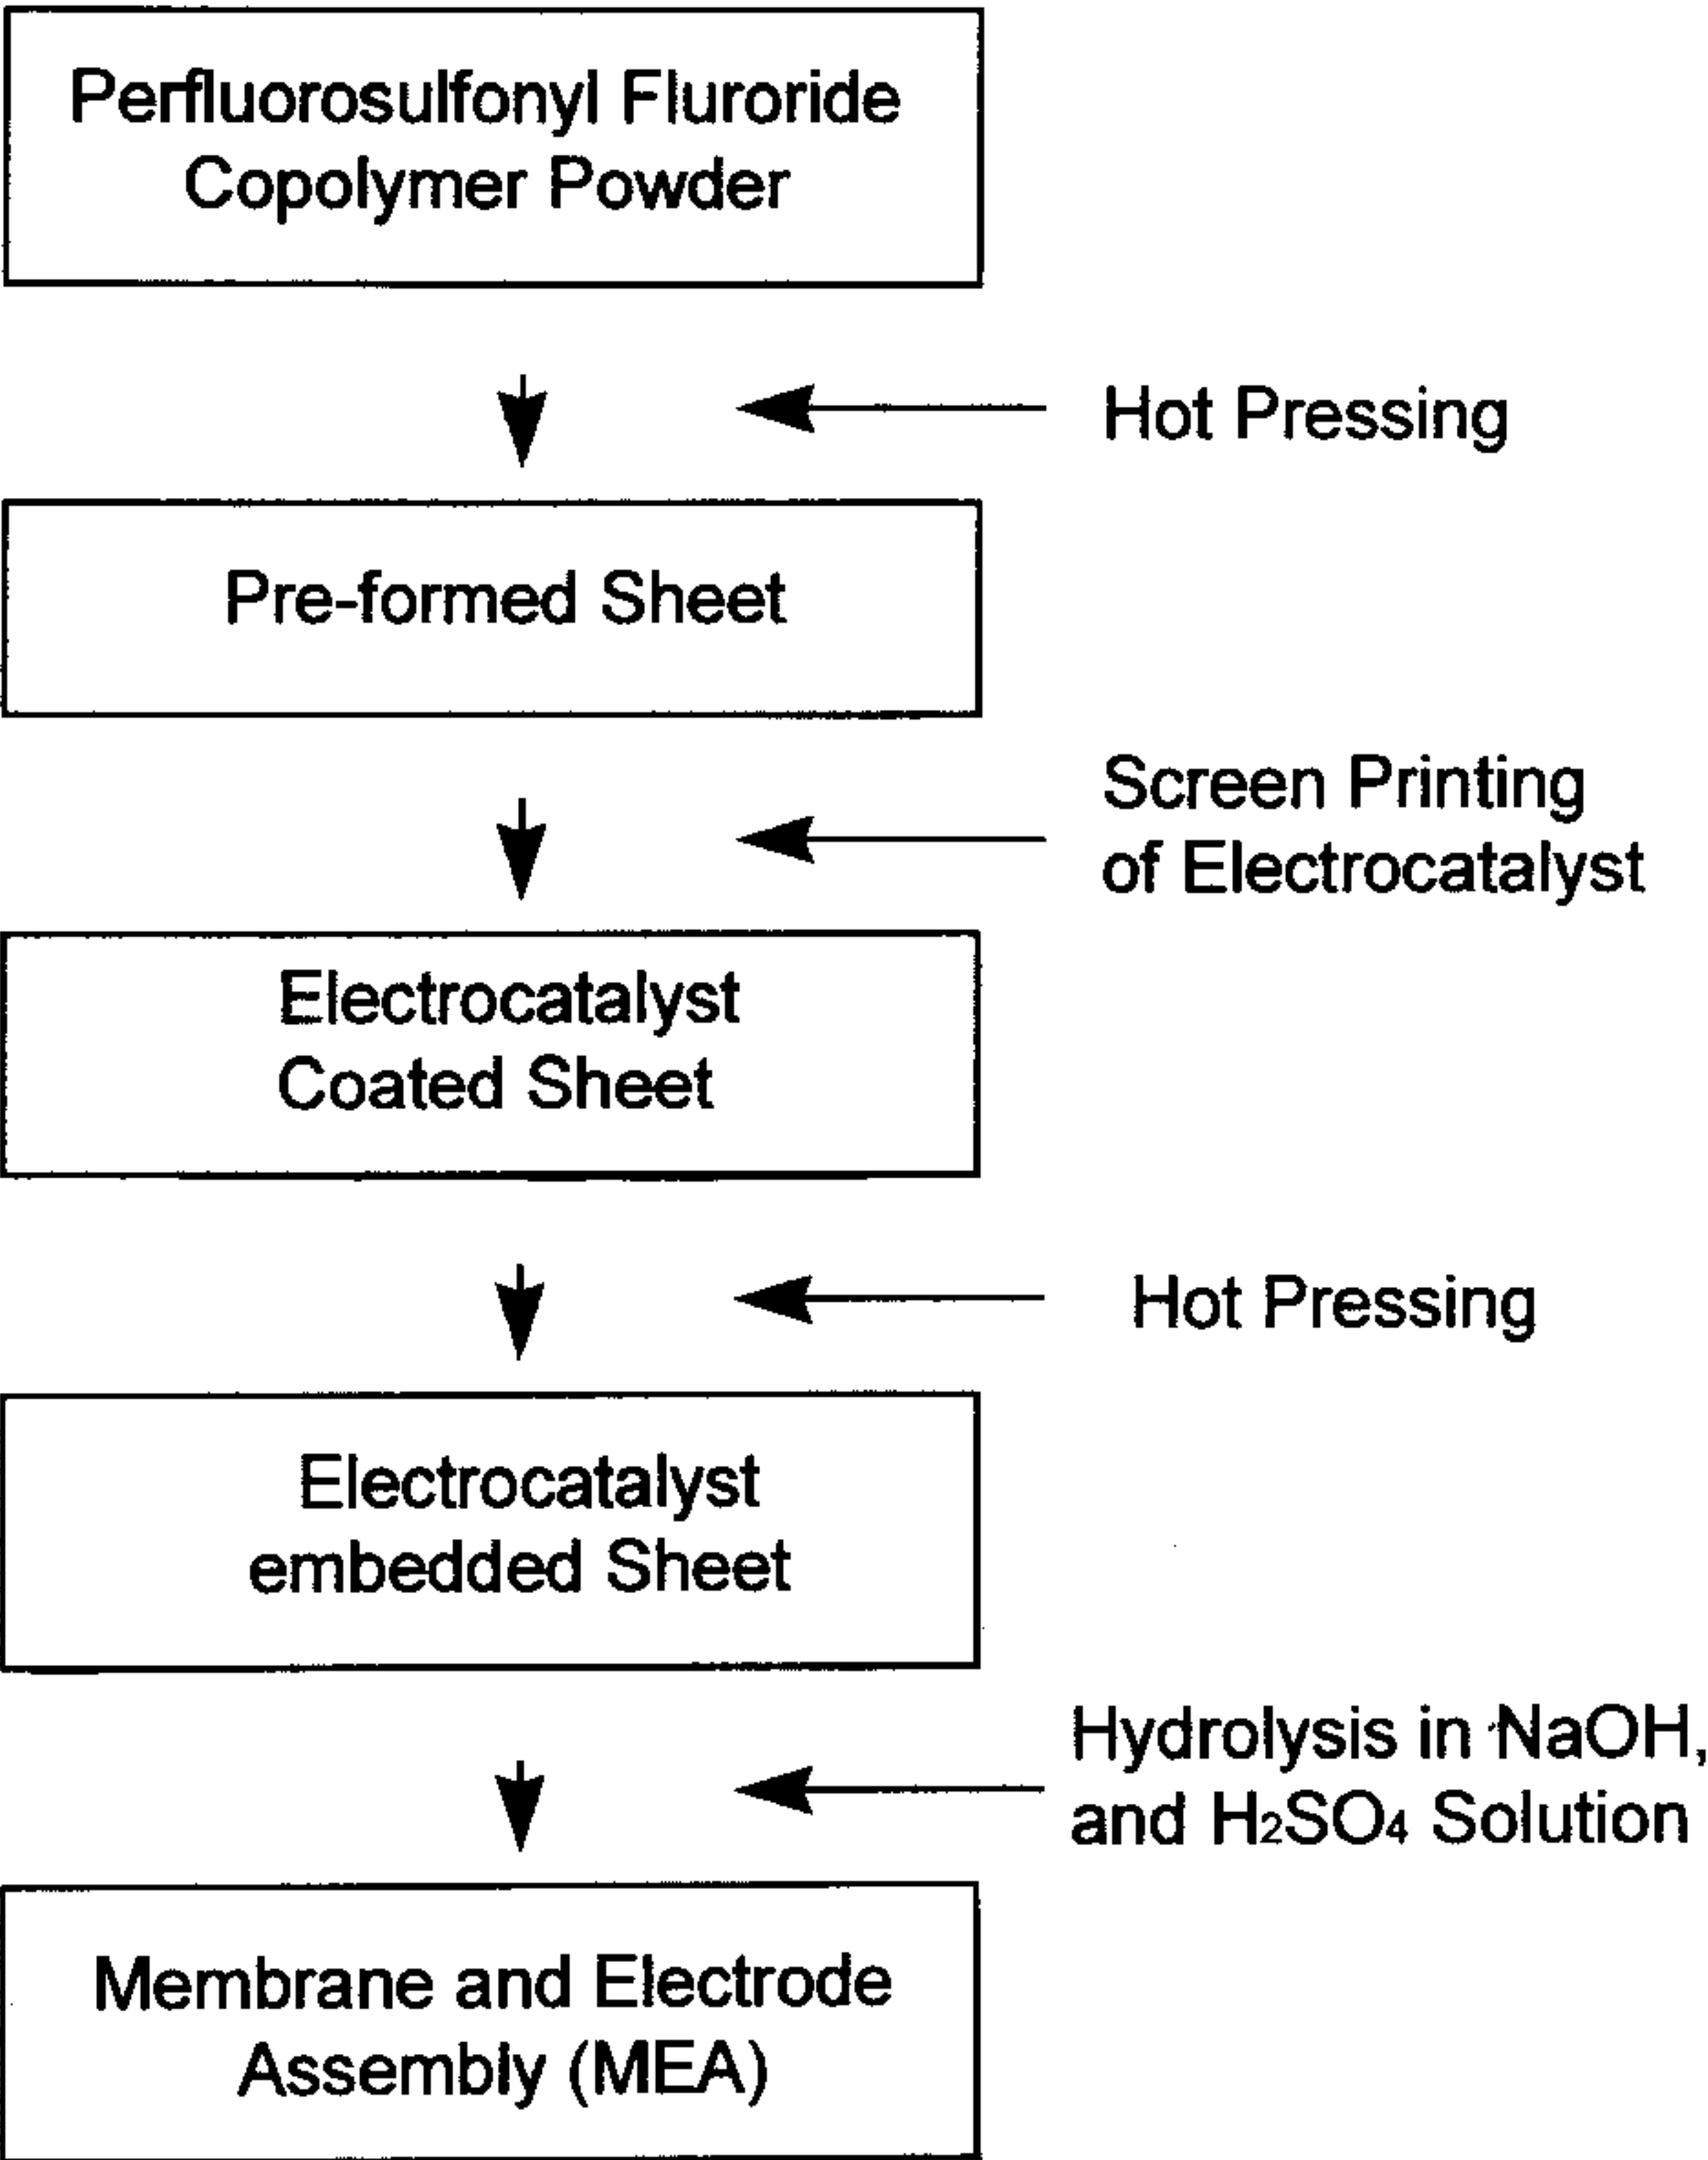 Perfluorosulfonyl Fluroride
Copolymer Powder
Hot Pressing
Pre-formed Sheet
Screen Printing
of Electrocatalyst
Electrocatalyst
Coated Sheet
Hot Pressing
Electrocatalyst
embedded Sheet
Hydrolysis in NaOH,
and H₂SO₄ Solution
Membrane and Electrode
Assembly (MEA)